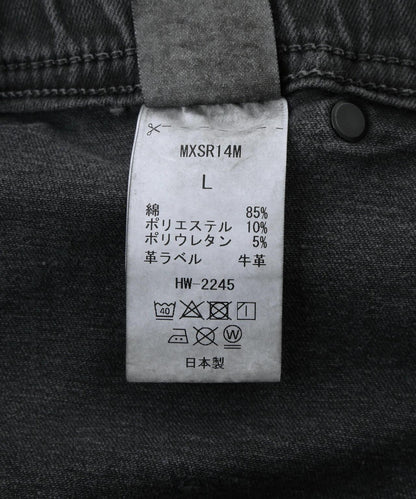 MXSR14M
L
綿 85%
ポリエステル 10%
ポリウレタン 5%
革ラベル 牛革
HW-2245
40
W
日本製